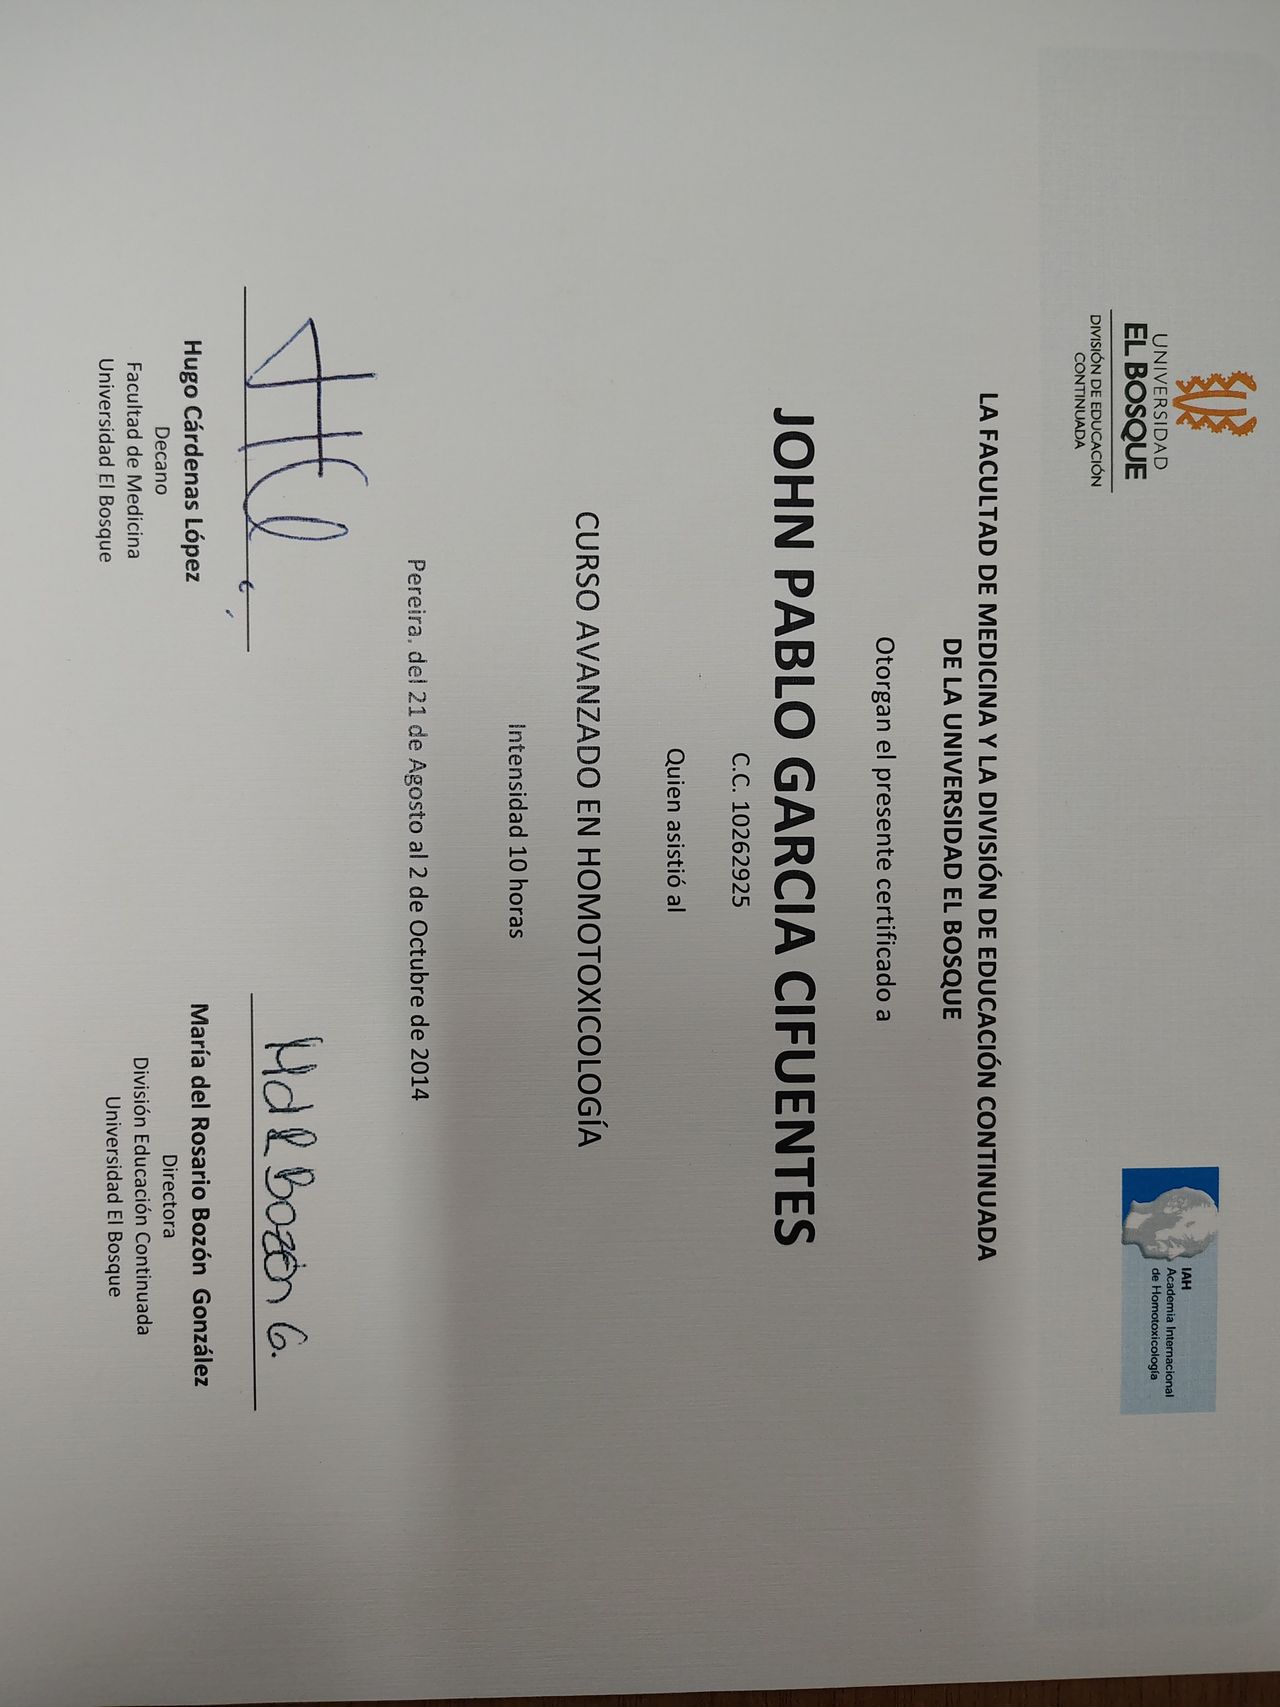 UNIVERSIDAD
EL BOSQUE
DIVISIÓN DE EDUCACIÓN
CONTINUADA
IAH
Academia Internacional
de Homotoxicología
LA FACULTAD DE MEDICINA Y LA DIVISIÓN DE EDUCACIÓN CONTINUADA
DE LA UNIVERSIDAD EL BOSQUE
Otorgan el presente certificado a
JOHN PABLO GARCIA CIFUENTES
C.C. 10262925
Quien asistió al
CURSO AVANZADO EN HOMOTOXICOLOGÍA
Intensidad 10 horas
Pereira, del 21 de Agosto al 2 de Octubre de 2014
Hugo Cárdenas López
Decano
Facultad de Medicina
Universidad El Bosque
Bozón G.
María del Rosario Bozón González
Directora
División Educación Continuada
Universidad El Bosque